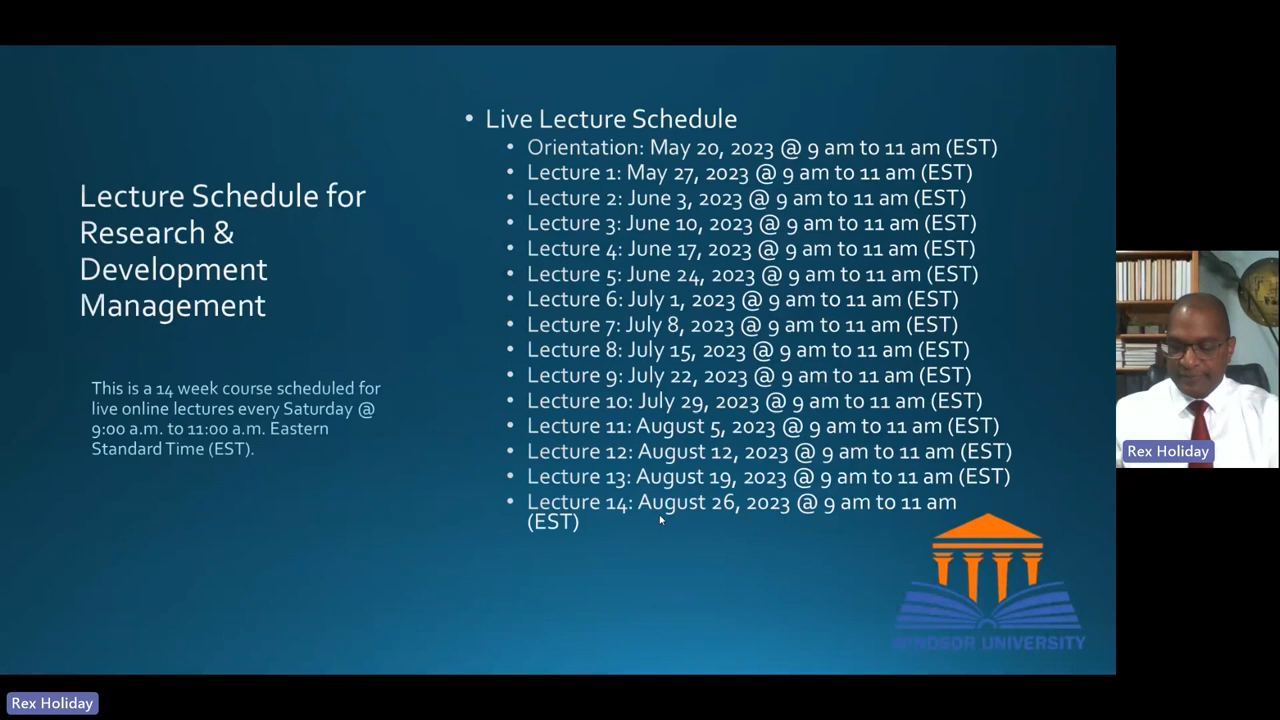 Lecture Schedule for
Research &
Development
Management
This is a 14 week course scheduled for
live online lectures every Saturday @
9:00 a.m. to 11:00 a.m. Eastern
Standard Time (EST).
• Live Lecture Schedule
• Orientation: May 20, 2023 @ 9 am to 11 am (EST)
• Lecture 1: May 27, 2023 @ 9 am to 11 am (EST)
• Lecture 2: June 3, 2023 @ 9 am to 11 am (EST)
• Lecture 3: June 10, 2023 @ 9 am to 11 am (EST)
• Lecture 4: June 17, 2023 @ 9 am to 11 am (EST)
• Lecture 5: June 24, 2023 @ 9 am to 11 am (EST)
• Lecture 6: July 1, 2023 @ 9 am to 11 am (EST)
• Lecture 7: July 8, 2023 @ 9 am to 11 am (EST)
• Lecture 8: July 15, 2023 @ 9 am to 11 am (EST)
• Lecture 9: July 22, 2023 @ 9 am to 11 am (EST)
• Lecture 10: July 29, 2023 @ 9 am to 11 am (EST)
• Lecture 11: August 5, 2023 @ 9 am to 11 am (EST)
• Lecture 12: August 12, 2023 @ 9 am to 11 am (EST)
• Lecture 13: August 19, 2023 @ 9 am to 11 am (EST)
• Lecture 14: August 26, 2023 @ 9 am to 11 am
(EST)
WINDSOR UNIVERSITY
Rex Holiday
Rex Holiday